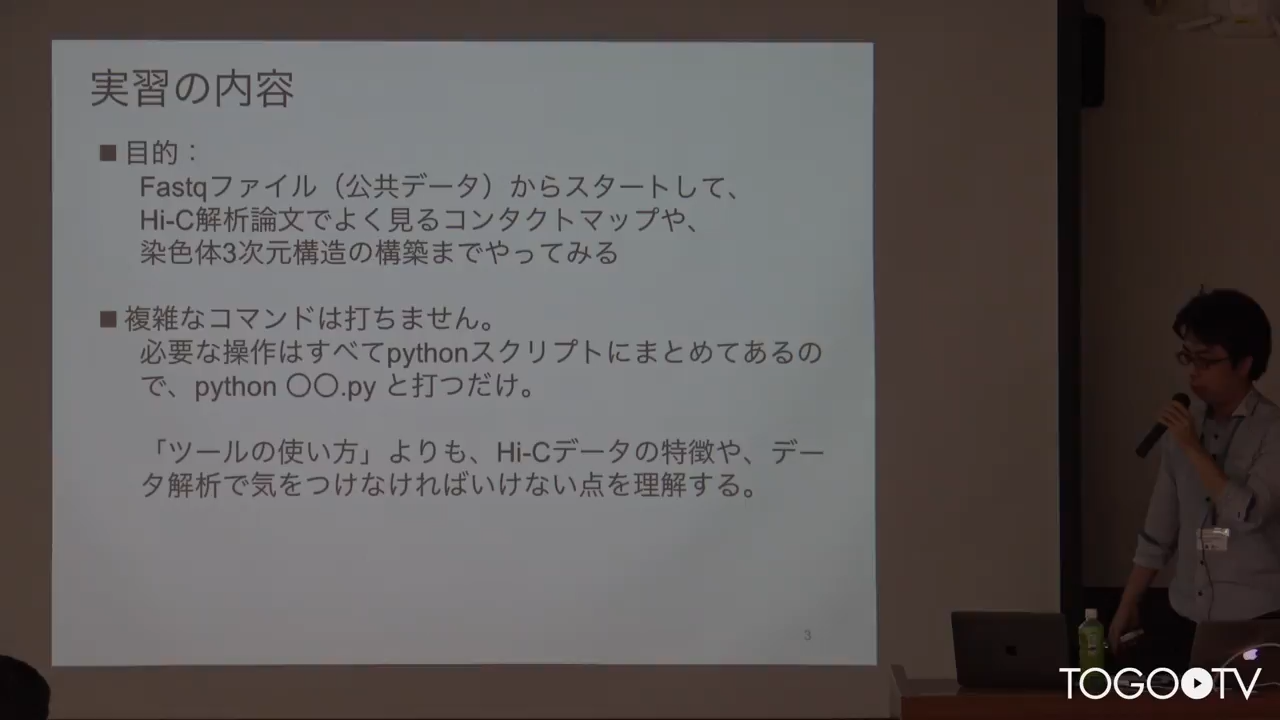 実習の内容
■目的：
Fastqファイル（公共データ）からスタートして、
Hi-C解析論文でよく見るコンタクトマップや、
染色体3次元構造の構築までやってみる
■複雑なコマンドは打ちません。
必要な操作はすべてpythonスクリプトにまとめてあるの
で、python 〇〇.py と打つだけ。
「ツールの使い方」よりも、Hi-Cデータの特徴や、デー
タ解析で気をつけなければいけない点を理解する。
3
TOGOTV